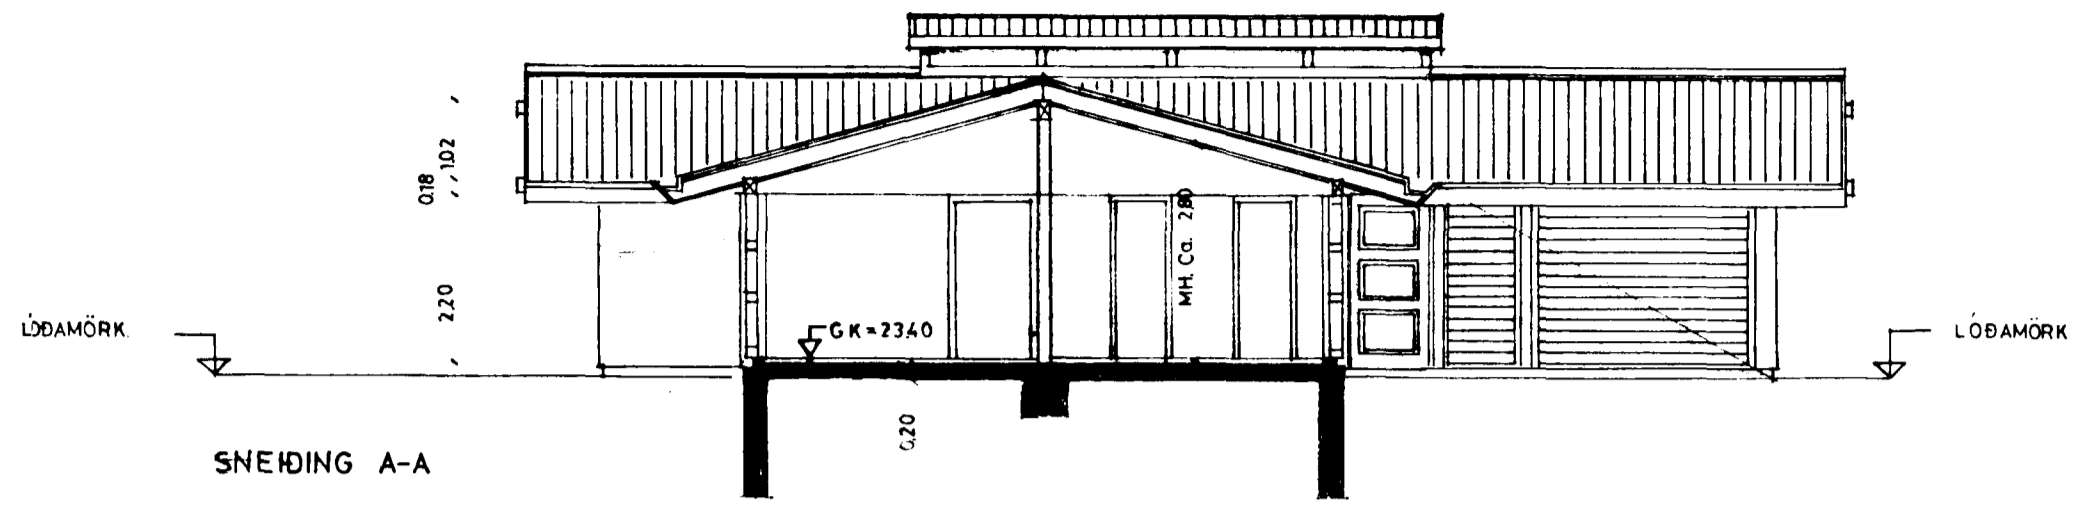 1,02
0,18
2,20
MH. Ca. 2,80
GK=23.40
LÓÐAMÖRK.
LÓÐAMÖRK
0,20
SNEIÐING A-A